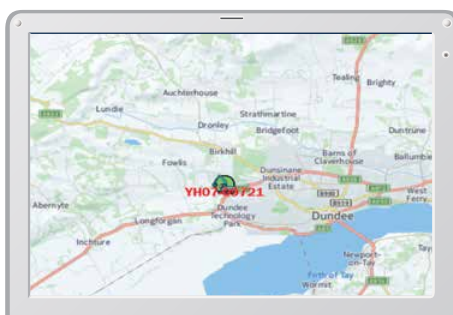 Tealing
Brighty
Auchterhouse
Lundie
Strathmartine
Dronley
Bridgefoot
Duntrune
Birkhill
Barns of
Claverhouse
Ballumbie
Fowlis
Dunsinane
Industrial
Estate
West
Ferry
Abernyte
Dundee
Technology
Park
Longforgan
Dundee
Inchture
Newport-
on-Tay
Tay
Firth of Tay
Wormit